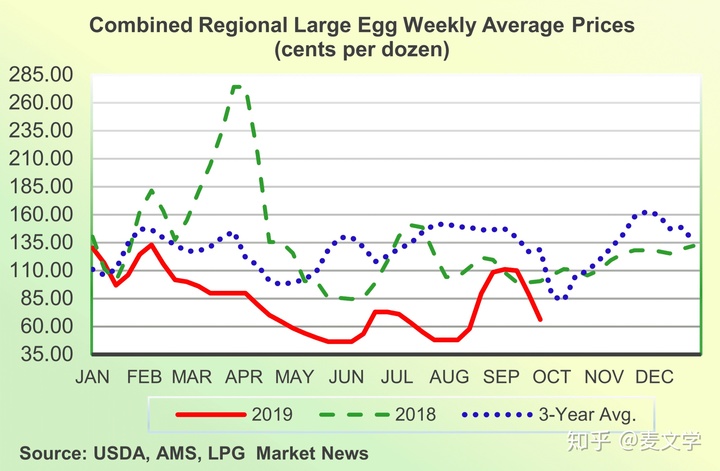 Combined Regional Large Egg Weekly Average Prices
(cents per dozen)
285.00
260.00
235.00
210.00
185.00
160.00
135.00
110.00
85.00
60.00
35.00
JAN FEB MAR APR MAY JUN JUL AUG SEP OCT NOV DEC
2019 2018 3-Year Avg.
知乎 @麦文学
Source: USDA, AMS, LPG Market News